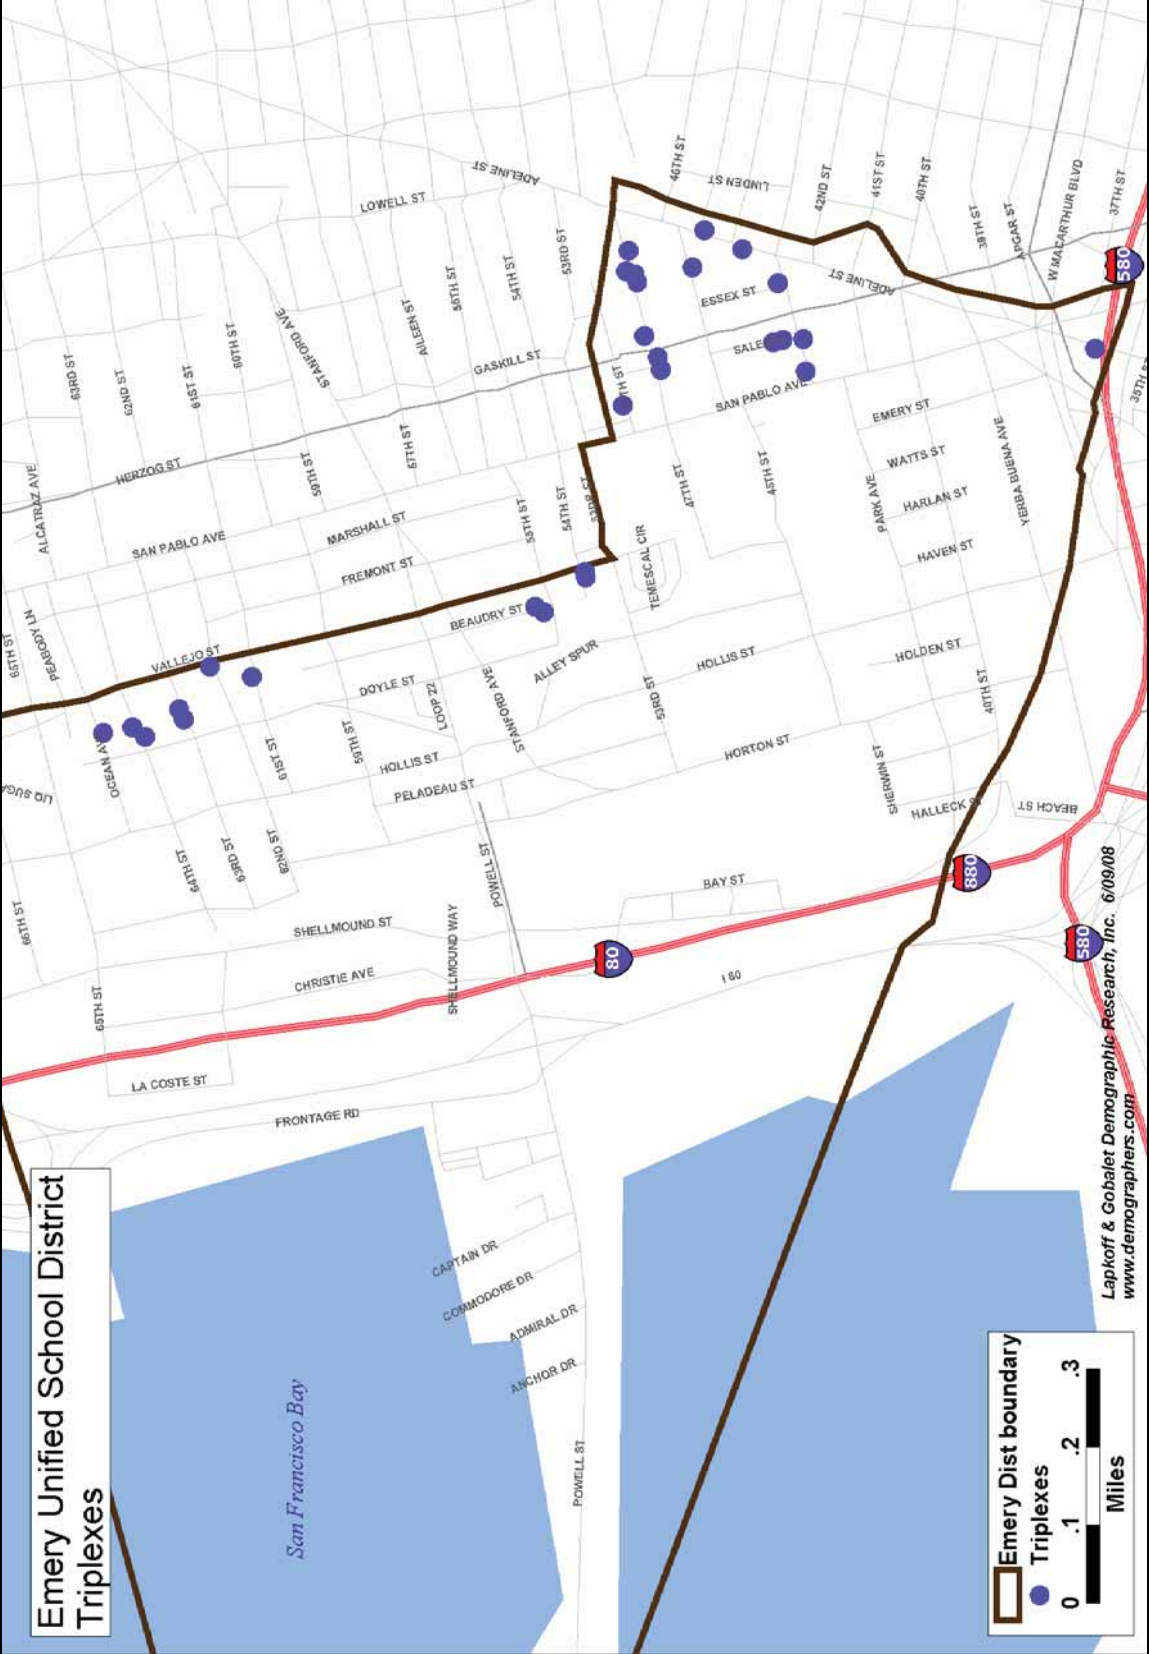 Emery Unified School District
Triplexes
San Francisco Bay
POWELL ST
ANCHOR DR
ADMIRAL DR
COMMODORE DR
CAPTAIN DR
FRONTAGE RD
LA COSTE ST
65TH ST
66TH ST
CHRISTIE AVE
SHELLMOUND ST
SHELLMOUND WAY
POWELL ST
I 80
80
BAY ST
880
580
64TH ST
63RD ST
62ND ST
61ST ST
59TH ST
PELADEAU ST
HOLLIS ST
LOOP 22
DOYLE ST
STANFORD AVE
ALLEY SPUR
BEAUDRY ST
HORTON ST
HOLLIS ST
53RD ST
SHERWIN ST
BEACH ST
40TH ST
HOLDEN ST
HAVEN ST
HARLAN ST
WATTS ST
EMERY ST
PARK AVE
YERBA BUENA AVE
TEMESCAL CIR
47TH ST
45TH ST
SAN PABLO AVE
ESSEX ST
ADELINE ST
VALLEJO ST
PEABODY LN
65TH ST
ALCATRAZ AVE
SAN PABLO AVE
FREMONT ST
MARSHALL ST
55TH ST
54TH ST
HERZOG ST
59TH ST
57TH ST
GASKILL ST
63RD ST
62ND ST
61ST ST
60TH ST
STANFORD AVE
AILEEN ST
56TH ST
54TH ST
53RD ST
LOWELL ST
ADELINE ST
46TH ST
LINDEN ST
42ND ST
41ST ST
40TH ST
39TH ST
APGAR ST
W MACARTHUR BLVD
37TH ST
580
Emery Dist boundary
Triplexes
0 .1 .2 .3
Miles
Lapkoff & Gobalet Demographic Research, Inc. 6/09/08
www.demographers.com